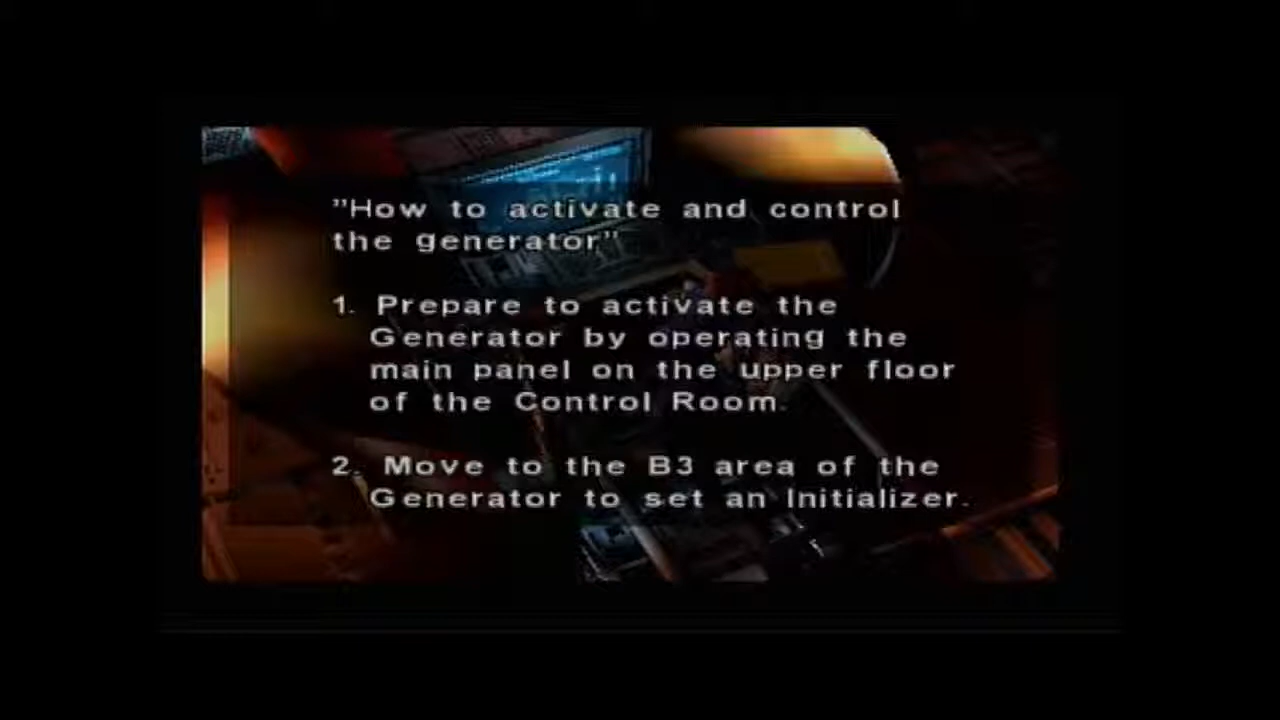 "How to activate and control
the generator"
1. Prepare to activate the
Generator by operating the
main panel on the upper floor
of the Control Room.
2. Move to the B3 area of the
Generator to set an Initializer.